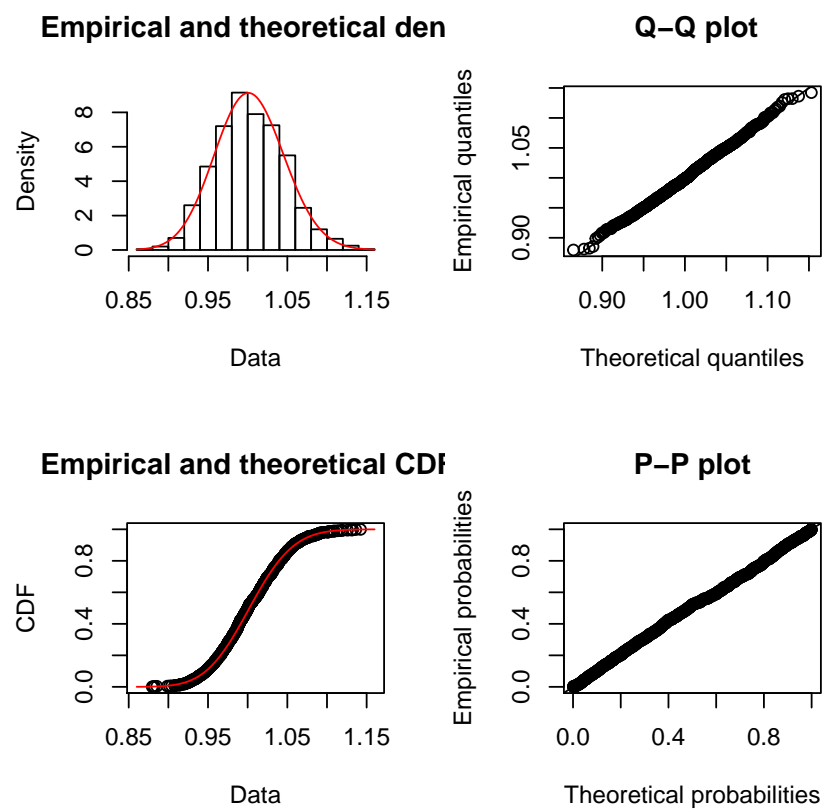 Empirical and theoretical den
Density
0 2 4 6 8
0.85 0.95 1.05 1.15
Data
Q−Q plot
Empirical quantiles
0.90 1.05
0.90 1.00 1.10
Theoretical quantiles
Empirical and theoretical CDF
CDF
0.0 0.4 0.8
0.85 0.95 1.05 1.15
Data
P−P plot
Empirical probabilities
0.0 0.4 0.8
0.0 0.4 0.8
Theoretical probabilities